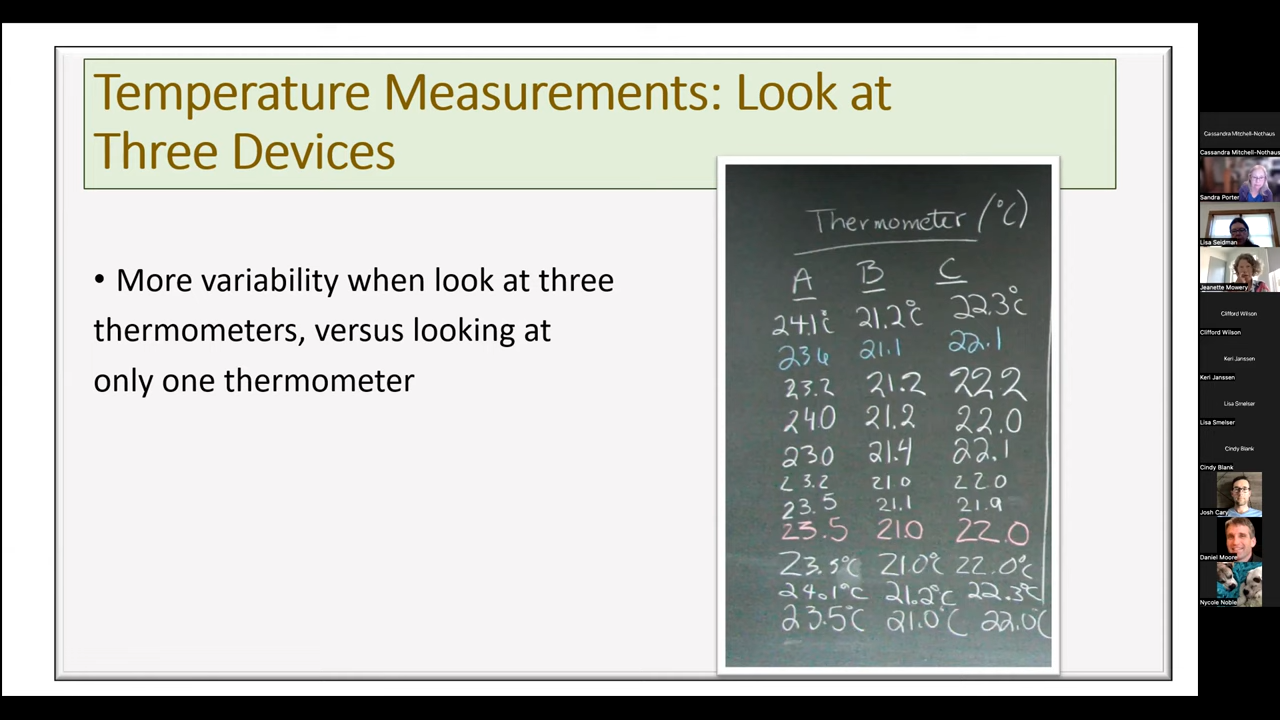 Temperature Measurements: Look at
Three Devices
• More variability when look at three
thermometers, versus looking at
only one thermometer
Thermometer (°C)
A B C
24.1°C 21.2°C 22.3°C
23.6 21.1 22.1
23.2 21.2 22.2
24.0 21.2 22.0
23.0 21.4 22.1
23.2 21.0 22.0
23.5 21.1 21.9
23.5 21.0 22.0
23.5°C 21.0°C 22.0°C
24.1°C 21.2°C 22.3°C
23.5°C 21.0°C 22.0°C
Cassandra Mitchell-Nothaus
Cassandra Mitchell-Nothaus
Sandra Porter
Lisa Seidman
Jeanette Mowery
Clifford Wilson
Clifford Wilson
Keri Janssen
Keri Janssen
Lisa Smelser
Lisa Smelser
Cindy Blank
Cindy Blank
Josh Cary
Daniel Moore
Nycole Noble